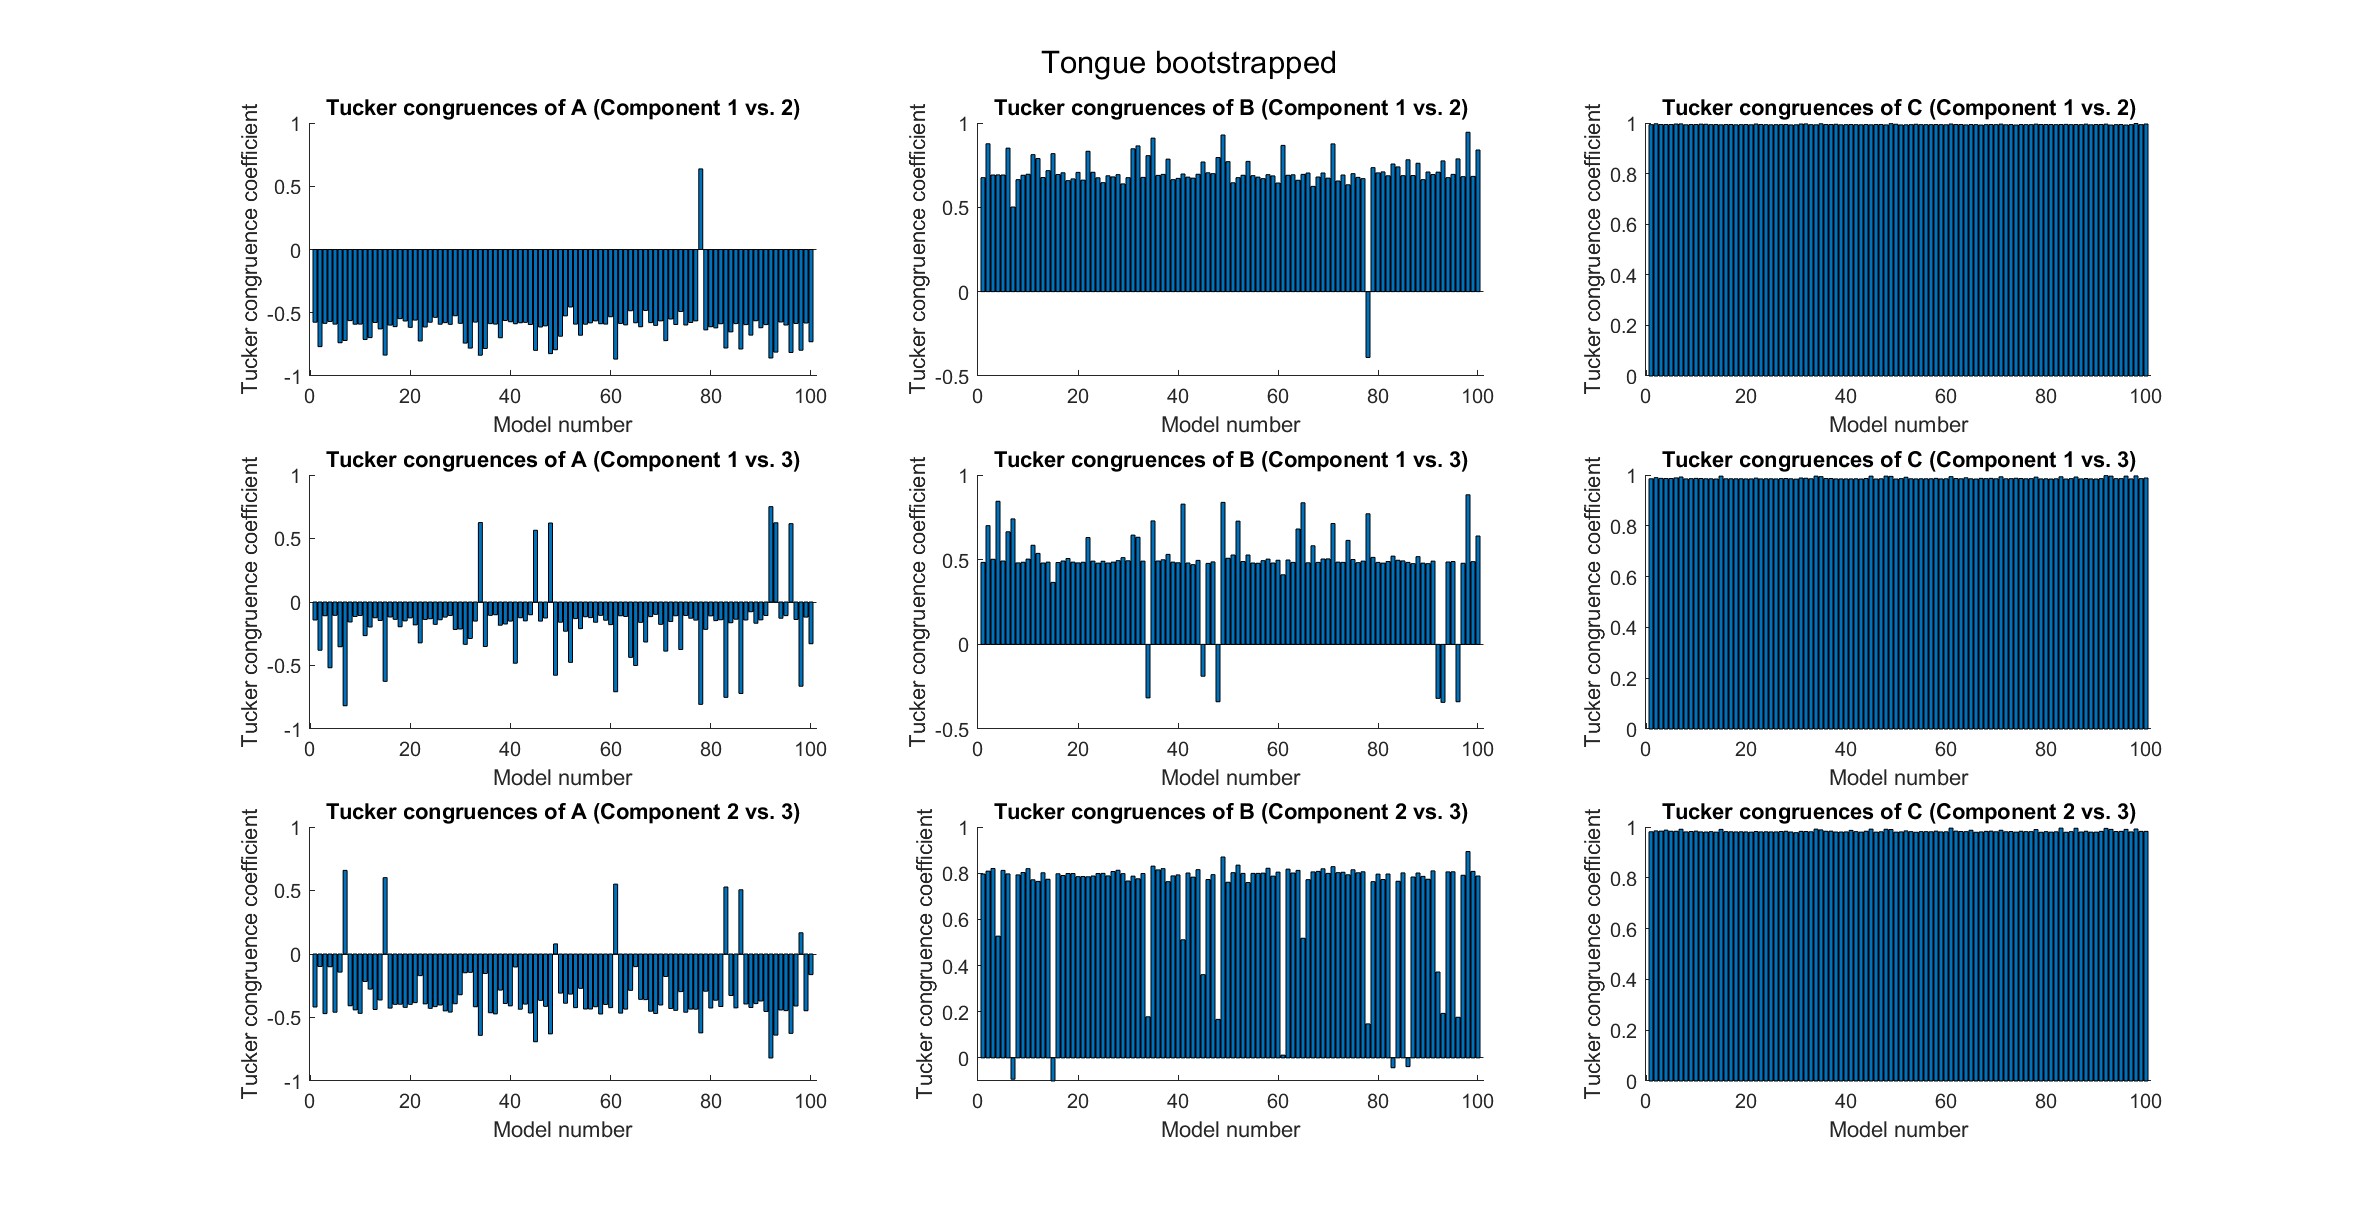 Tongue bootstrapped
Tucker congruences of A (Component 1 vs. 2)
Tucker congruence coefficient
1
0.5
0
-0.5
-1
0 20 40 60 80 100
Model number
Tucker congruences of B (Component 1 vs. 2)
Tucker congruence coefficient
1
0.5
0
-0.5
0 20 40 60 80 100
Model number
Tucker congruences of C (Component 1 vs. 2)
Tucker congruence coefficient
1
0.8
0.6
0.4
0.2
0
0 20 40 60 80 100
Model number
Tucker congruences of A (Component 1 vs. 3)
Tucker congruence coefficient
1
0.5
0
-0.5
-1
0 20 40 60 80 100
Model number
Tucker congruences of B (Component 1 vs. 3)
Tucker congruence coefficient
1
0.5
0
-0.5
0 20 40 60 80 100
Model number
Tucker congruences of C (Component 1 vs. 3)
Tucker congruence coefficient
1
0.8
0.6
0.4
0.2
0
0 20 40 60 80 100
Model number
Tucker congruences of A (Component 2 vs. 3)
Tucker congruence coefficient
1
0.5
0
-0.5
-1
0 20 40 60 80 100
Model number
Tucker congruences of B (Component 2 vs. 3)
Tucker congruence coefficient
1
0.8
0.6
0.4
0.2
0
0 20 40 60 80 100
Model number
Tucker congruences of C (Component 2 vs. 3)
Tucker congruence coefficient
1
0.8
0.6
0.4
0.2
0
0 20 40 60 80 100
Model number